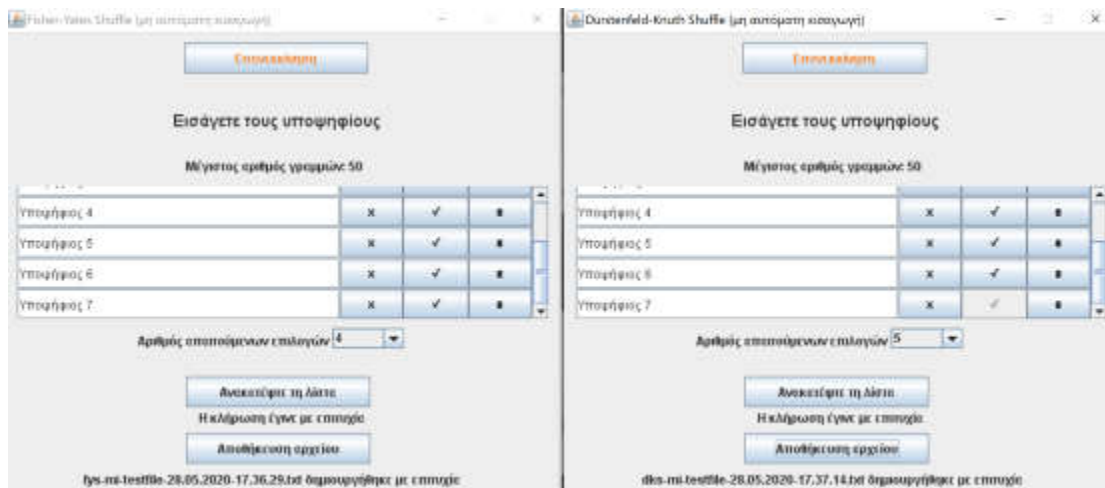 Fisher-Yates Shuffle (μη αυτόματη εισαγωγή)
Επανεκκίνηση
Εισάγετε τους υποψηφίους
Μέγιστος αριθμός γραμμών: 50
Υποψήφιος 4 x ✓
Υποψήφιος 5 x ✓
Υποψήφιος 6 x ✓
Υποψήφιος 7 x ✓
Αριθμός απαιτούμενων επιλογών 4
Ανακατέψτε τη λίστα
Η κλήρωση έγινε με επιτυχία
Αποθήκευση αρχείου
fys-mi-testfile-28.05.2020-17.36.29.txt δημιουργήθηκε με επιτυχία
Durstenfeld-Knuth Shuffle (μη αυτόματη εισαγωγή)
Επανεκκίνηση
Εισάγετε τους υποψηφίους
Μέγιστος αριθμός γραμμών: 50
Υποψήφιος 4 x ✓
Υποψήφιος 5 x ✓
Υποψήφιος 6 x ✓
Υποψήφιος 7 x ✓
Αριθμός απαιτούμενων επιλογών 5
Ανακατέψτε τη λίστα
Η κλήρωση έγινε με επιτυχία
Αποθήκευση αρχείου
dks-mi-testfile-28.05.2020-17.37.14.txt δημιουργήθηκε με επιτυχία